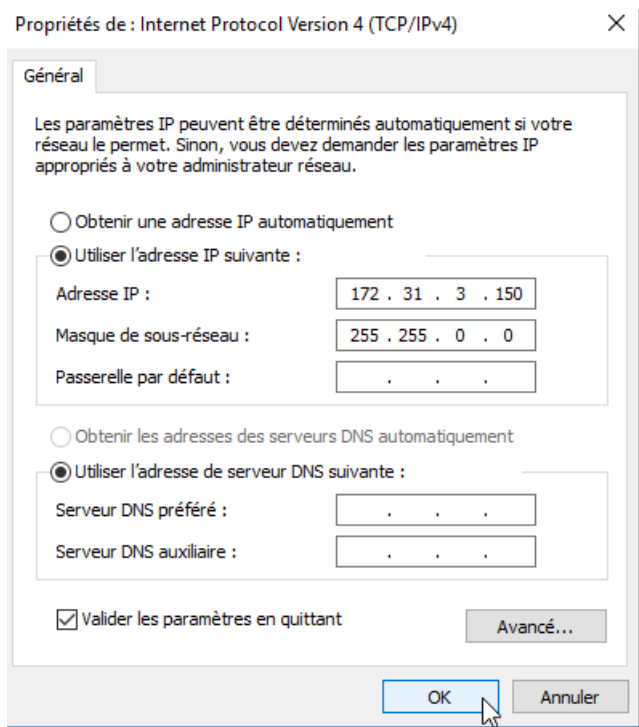 Propriétés de : Internet Protocol Version 4 (TCP/IPv4)
Général
Les paramètres IP peuvent être déterminés automatiquement si votre
réseau le permet. Sinon, vous devez demander les paramètres IP
appropriés à votre administrateur réseau.
Obtenir une adresse IP automatiquement
Utiliser l'adresse IP suivante :
Adresse IP : 172 . 31 . 3 . 150
Masque de sous-réseau : 255 . 255 . 0 . 0
Passerelle par défaut : . . .
Obtenir les adresses des serveurs DNS automatiquement
Utiliser l'adresse de serveur DNS suivante :
Serveur DNS préféré : . . .
Serveur DNS auxiliaire : . . .
Valider les paramètres en quittant Avancé...
OK Annuler